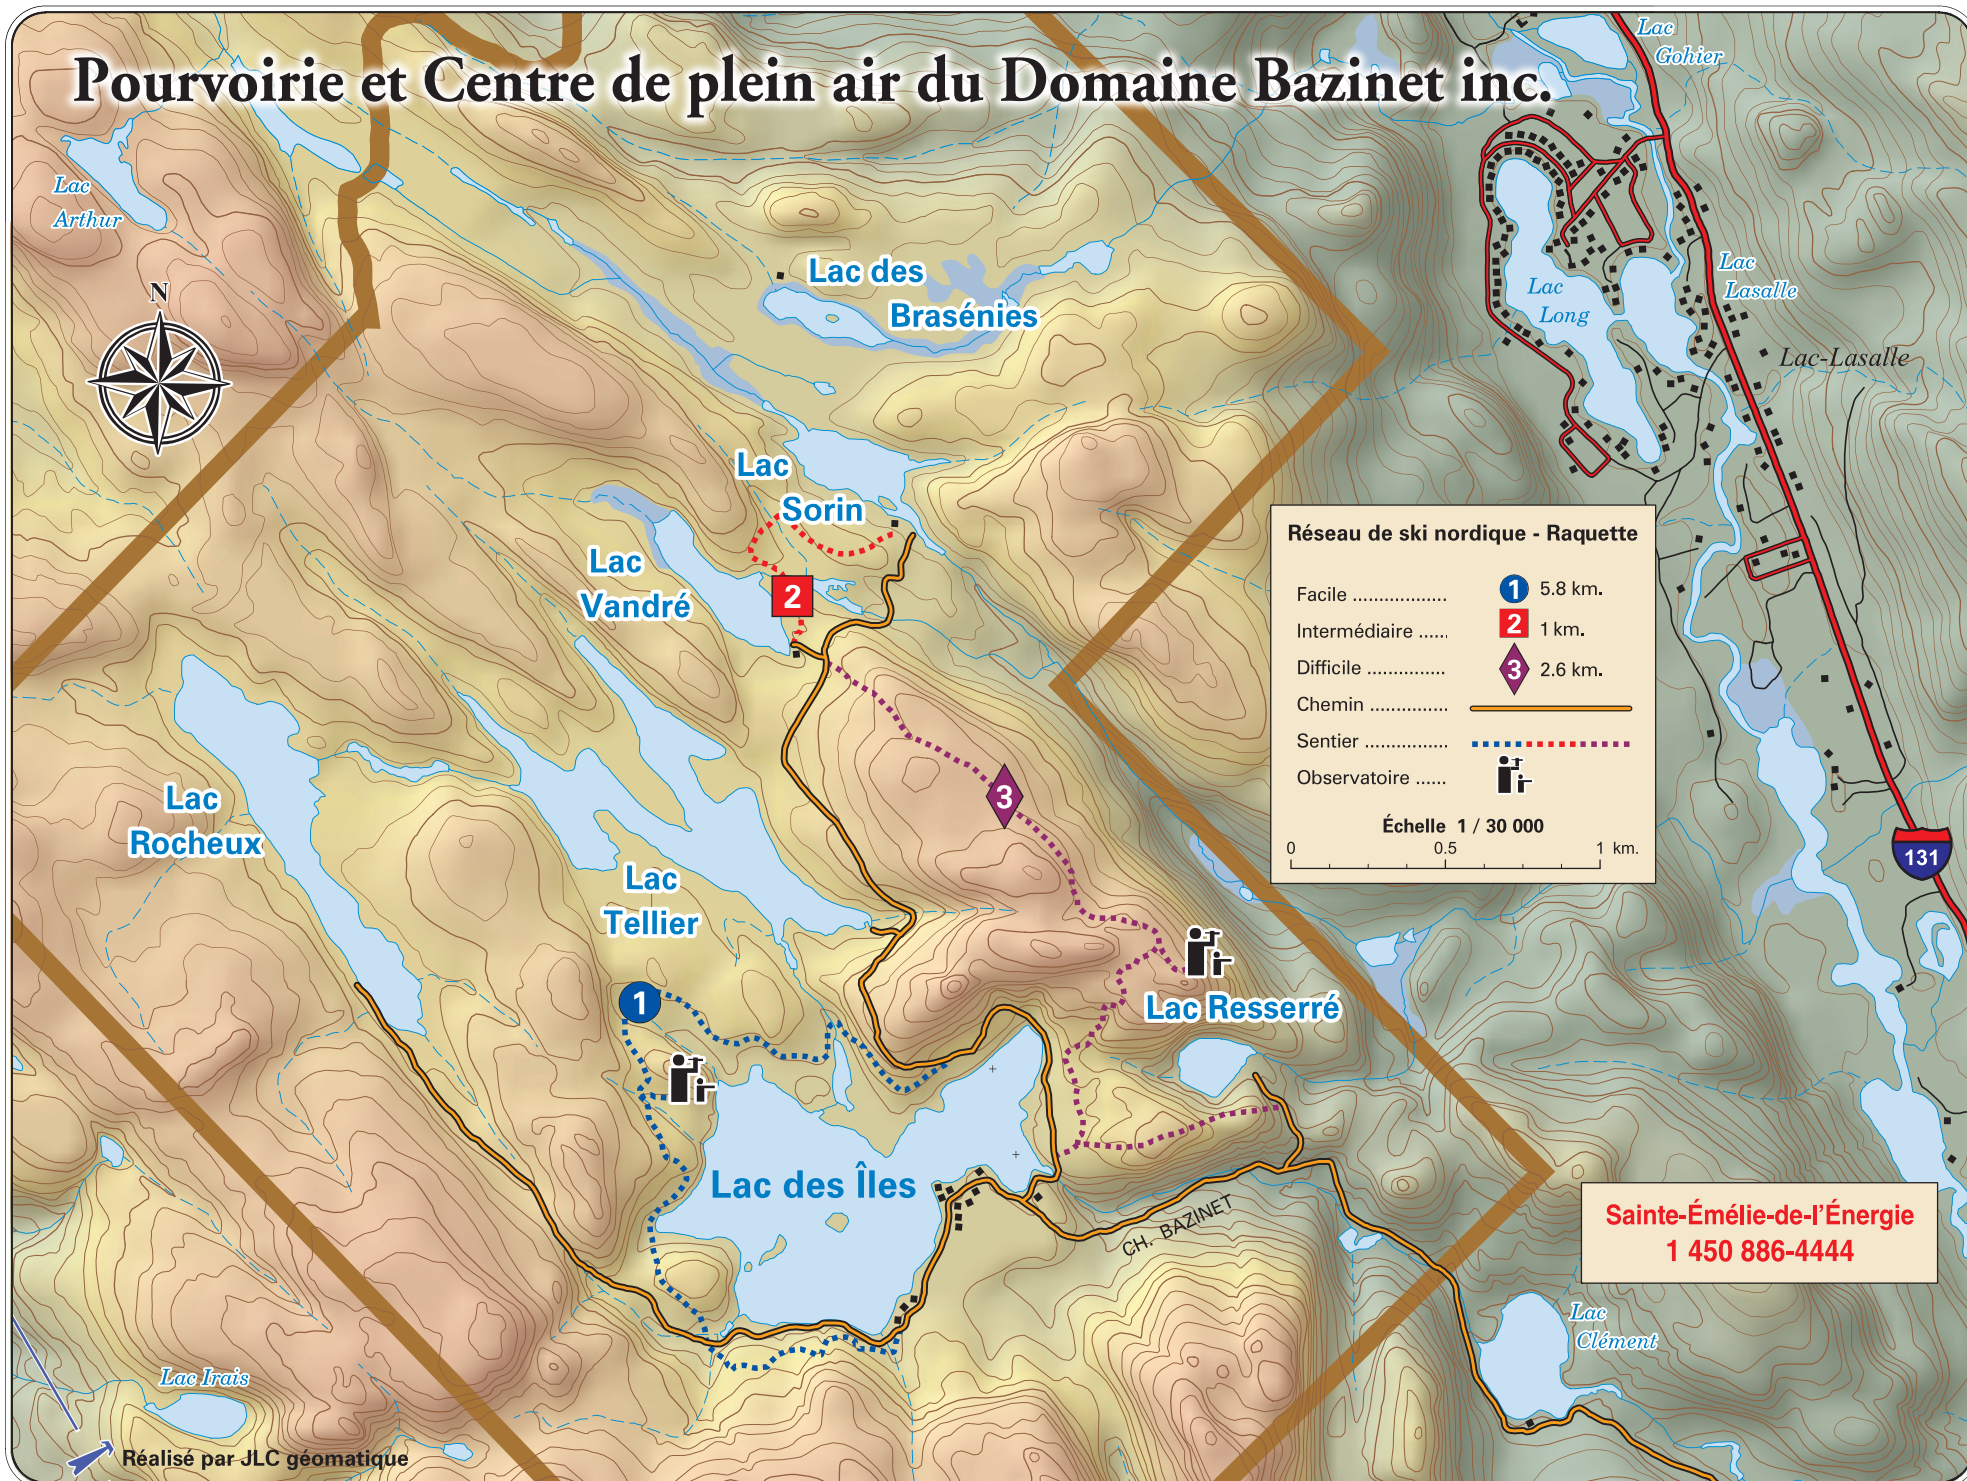 Pourvoirie et Centre de plein air du Domaine Bazinet inc.
Lac
Gohier
Lac
Arthur
N
Lac des
Brasénies
Lac
Long
Lac
Lasalle
Lac-Lasalle
Lac
Sorin
Lac
Vandré
2
Réseau de ski nordique - Raquette
Facile .................. 1 5.8 km.
Intermédiaire ...... 2 1 km.
Difficile ............... 3 2.6 km.
Chemin ...............
Sentier ................
Observatoire ......
Échelle 1 / 30 000
0 0.5 1 km.
131
3
Lac
Rocheux
Lac
Tellier
1
Lac Resserré
Lac des Îles
CH. BAZINET
Sainte-Émélie-de-l'Énergie
1 450 886-4444
Lac
Clément
Lac Irais
Réalisé par JLC géomatique